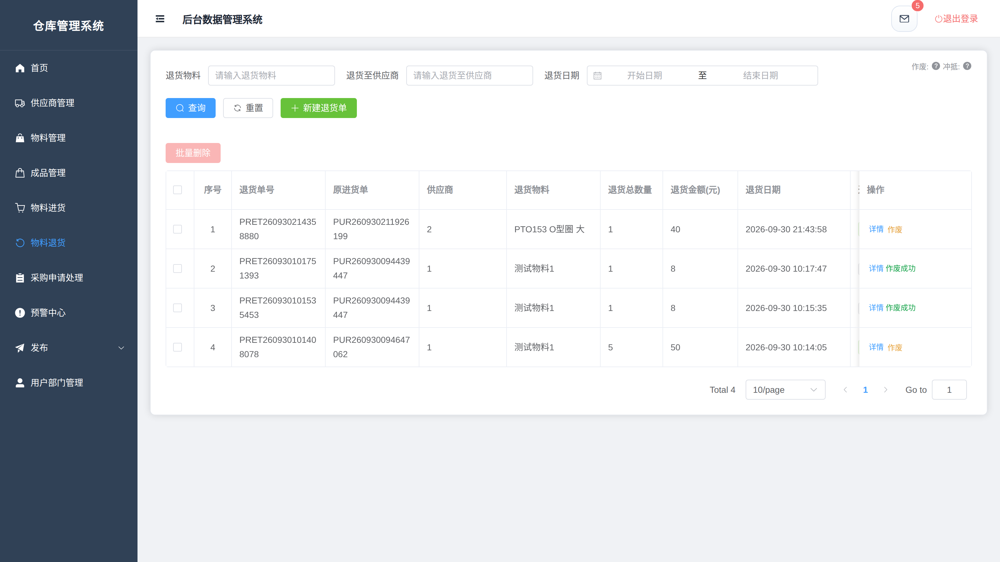 仓库管理系统
首页
供应商管理
物料管理
成品管理
物料进货
物料退货
采购申请处理
预警中心
发布
用户部门管理
后台数据管理系统
5
退出登录
退货物料 请输入退货物料 退货至供应商 请输入退货至供应商 退货日期 开始日期 至 结束日期
作废: ? 冲抵: ?
查询 重置 新建退货单
批量删除
序号 退货单号 原进货单 供应商 退货物料 退货总数量 退货金额(元) 退货日期 操作
1 PRET26093021435 PUR260930211926 2 PTO153 O型圈 大 1 40 2026-09-30 21:43:58 详情 作废
8880 199
2 PRET26093010175 PUR260930094439 1 测试物料1 1 8 2026-09-30 10:17:47 详情 作废成功
1393 447
3 PRET26093010153 PUR260930094439 1 测试物料1 1 8 2026-09-30 10:15:35 详情 作废成功
5453 447
4 PRET26093010140 PUR260930094647 1 测试物料1 5 50 2026-09-30 10:14:05 详情 作废
8078 062
Total 4 10/page 1 Go to 1